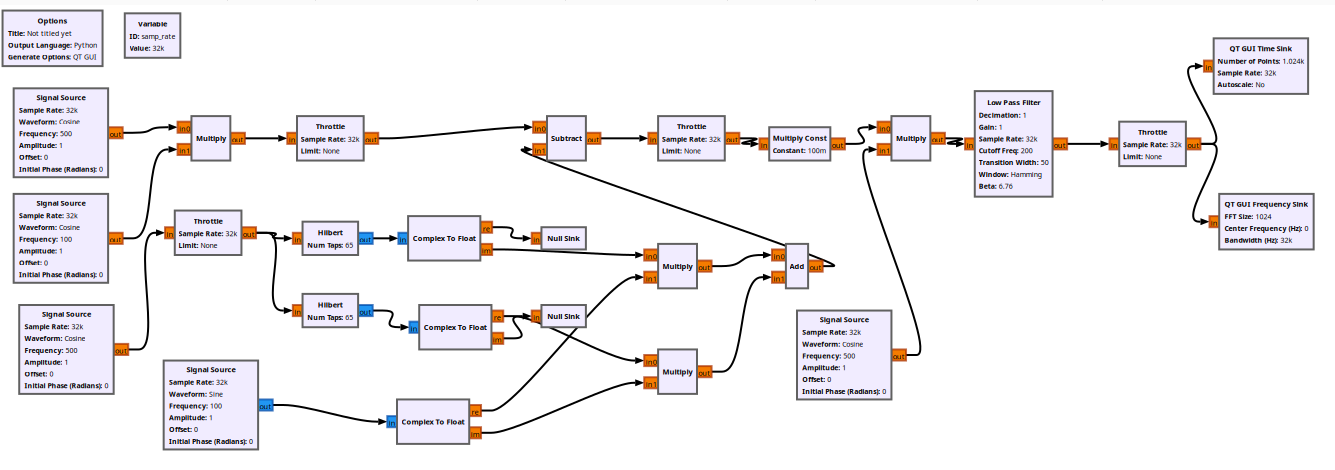 Options
Title: Not titled yet
Output Language: Python
Generate Options: QT GUI
Variable
ID: samp_rate
Value: 32k
Signal Source
Sample Rate: 32k
Waveform: Cosine
Frequency: 500
Amplitude: 1
Offset: 0
Initial Phase (Radians): 0
out
in0
in1
Multiply
out
in
Throttle
Sample Rate: 32k
Limit: None
out
in0
in1
Subtract
out
in
Throttle
Sample Rate: 32k
Limit: None
out
in
Multiply Const
Constant: 100m
out
in0
in1
Multiply
out
in
Low Pass Filter
Decimation: 1
Gain: 1
Sample Rate: 32k
Cutoff Freq: 200
Transition Width: 50
Window: Hamming
Beta: 6.76
out
in
Throttle
Sample Rate: 32k
Limit: None
out
in
QT GUI Time Sink
Number of Points: 1.024k
Sample Rate: 32k
Autoscale: No
in
QT GUI Frequency Sink
FFT Size: 1024
Center Frequency (Hz): 0
Bandwidth (Hz): 32k
Signal Source
Sample Rate: 32k
Waveform: Cosine
Frequency: 100
Amplitude: 1
Offset: 0
Initial Phase (Radians): 0
out
in
Throttle
Sample Rate: 32k
Limit: None
out
in
Hilbert
Num Taps: 65
out
in
Complex To Float
re
im
in
Null Sink
in0
in1
Multiply
out
in0
in1
Add
out
Signal Source
Sample Rate: 32k
Waveform: Cosine
Frequency: 500
Amplitude: 1
Offset: 0
Initial Phase (Radians): 0
out
in
Hilbert
Num Taps: 65
out
in
Complex To Float
re
im
in
Null Sink
in0
in1
Multiply
out
Signal Source
Sample Rate: 32k
Waveform: Cosine
Frequency: 500
Amplitude: 1
Offset: 0
Initial Phase (Radians): 0
out
Signal Source
Sample Rate: 32k
Waveform: Sine
Frequency: 100
Amplitude: 1
Offset: 0
Initial Phase (Radians): 0
out
in
Complex To Float
re
im